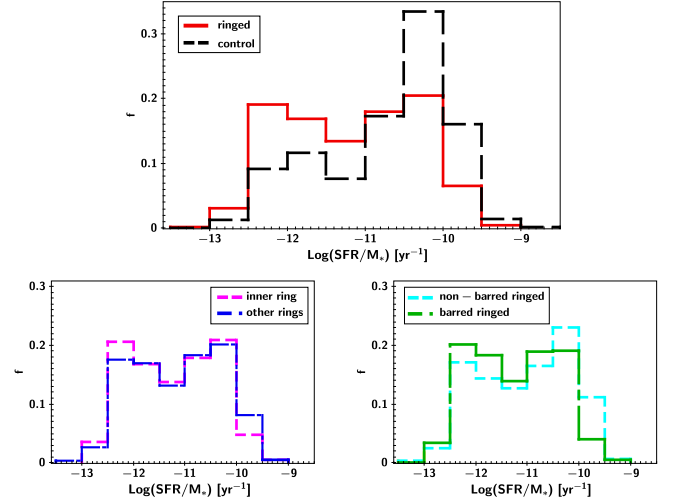 ringed
control
0.3
0.2
0.1
0
f
−13 −12 −11 −10 −9
Log(SFR/M∗) [yr⁻¹]
inner ring
other rings
0.3
0.2
0.1
0
f
−13 −12 −11 −10 −9
Log(SFR/M∗) [yr⁻¹]
non − barred ringed
barred ringed
0.3
0.2
0.1
0
f
−13 −12 −11 −10 −9
Log(SFR/M∗) [yr⁻¹]